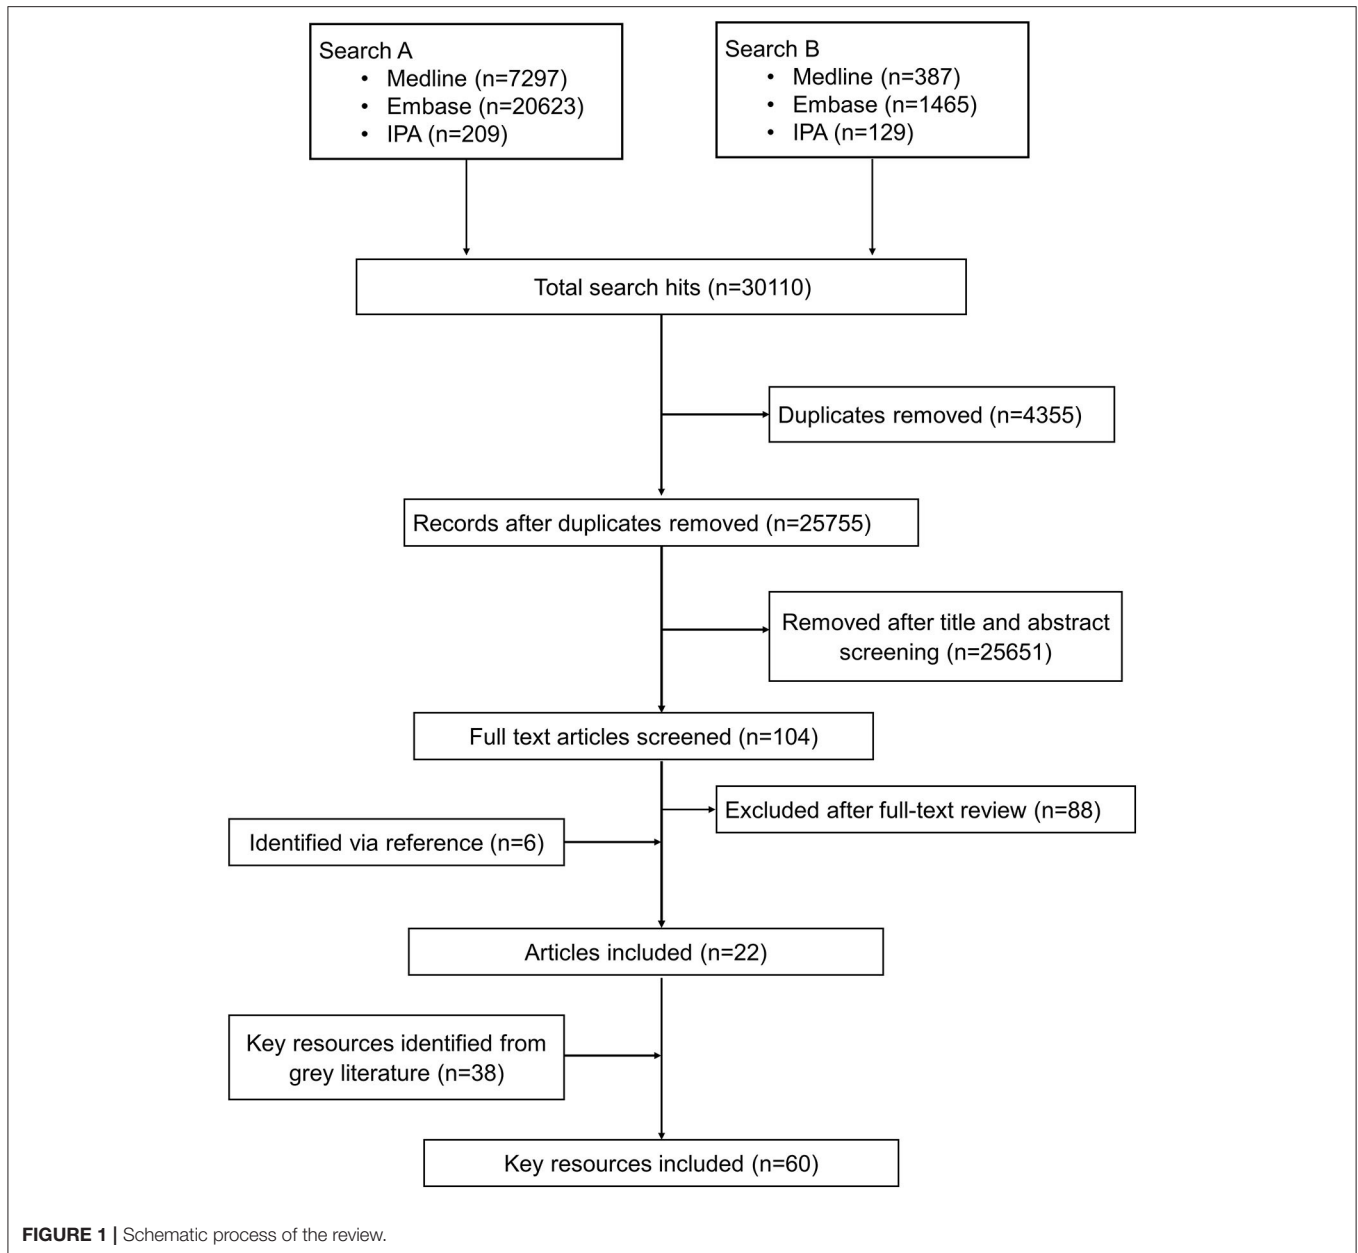 Search A
• Medline (n=7297)
• Embase (n=20623)
• IPA (n=209)
Search B
• Medline (n=387)
• Embase (n=1465)
• IPA (n=129)
Total search hits (n=30110)
Duplicates removed (n=4355)
Records after duplicates removed (n=25755)
Removed after title and abstract
screening (n=25651)
Full text articles screened (n=104)
Excluded after full-text review (n=88)
Identified via reference (n=6)
Articles included (n=22)
Key resources identified from
grey literature (n=38)
Key resources included (n=60)
FIGURE 1 | Schematic process of the review.